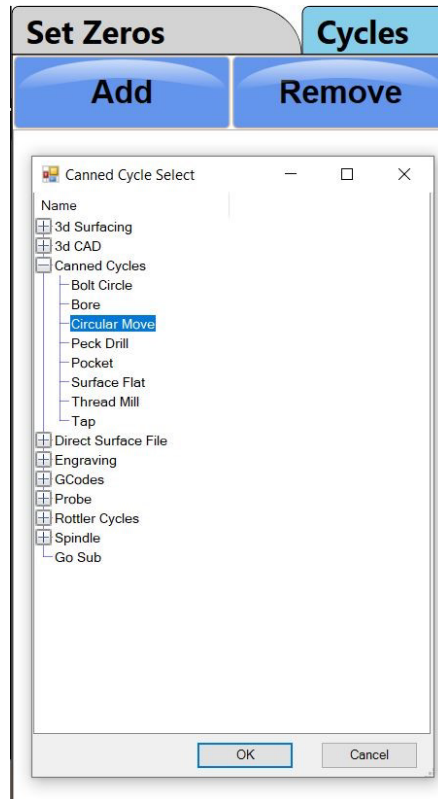 Set Zeros Cycles
Add Remove
Canned Cycle Select
Name
3d Surfacing
3d CAD
Canned Cycles
Bolt Circle
Bore
Circular Move
Peck Drill
Pocket
Surface Flat
Thread Mill
Tap
Direct Surface File
Engraving
GCodes
Probe
Rottler Cycles
Spindle
Go Sub
OK Cancel